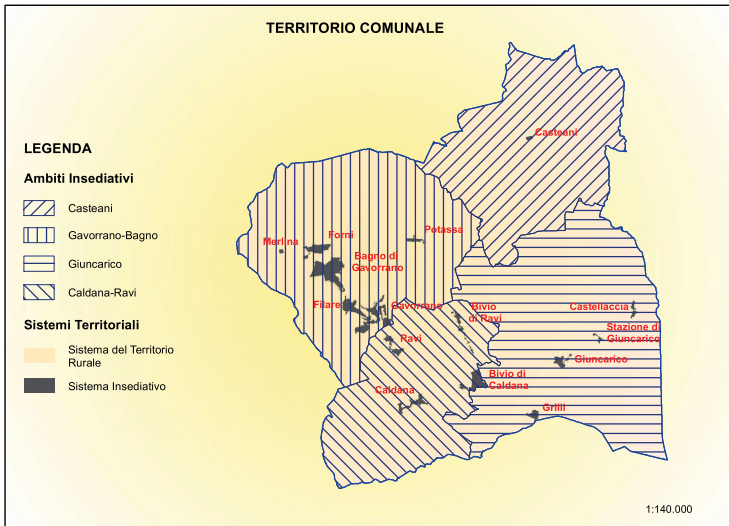 TERRITORIO COMUNALE
LEGENDA
Ambiti Insediativi
Casteani
Gavorrano-Bagno
Giuncarico
Caldana-Ravi
Sistemi Territoriali
Sistema del Territorio
Rurale
Sistema Insediativo
Casteani
Potassa
Forni
Merlina
Bagno di
Gavorrano
Filare
Gavorrano
Bivio
di Ravi
Castellaccia
Stazione di
Giuncarico
Ravi
Giuncarico
Bivio di
Caldana
Caldana
Grilli
1:140.000